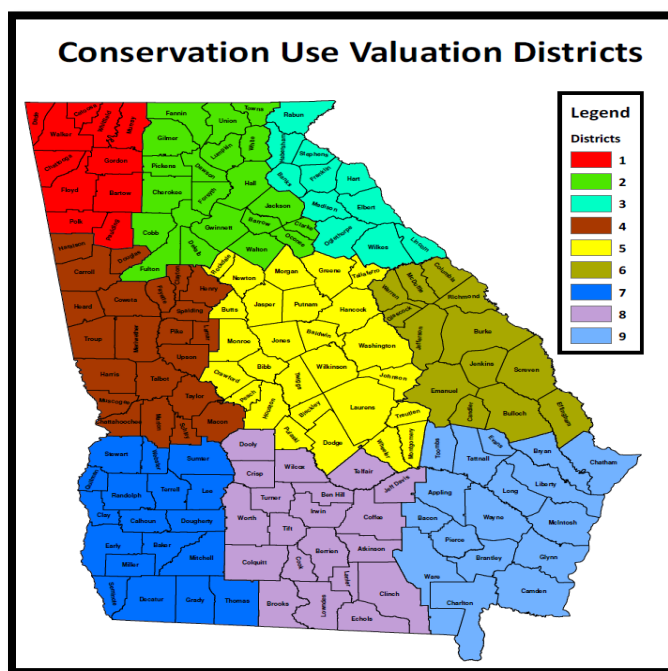 Conservation Use Valuation Districts
Legend
Districts
1
2
3
4
5
6
7
8
9
Dade
Walker
Catoosa
Whitfield
Murray
Chattooga
Gordon
Floyd
Bartow
Polk
Paulding
Fannin
Union
Towns
Gilmer
Lumpkin
White
Pickens
Dawson
Cherokee
Forsyth
Hall
Jackson
Cobb
Gwinnett
Barrow
Clarke
Oconee
Walton
Fulton
Dekalb
Rabun
Habersham
Stephens
Banks
Franklin
Hart
Madison
Elbert
Oglethorpe
Wilkes
Lincoln
Haralson
Carroll
Douglas
Clayton
Henry
Heard
Coweta
Fayette
Spalding
Troup
Meriwether
Pike
Lamar
Upson
Harris
Talbot
Taylor
Muscogee
Chattahoochee
Marion
Schley
Macon
Rockdale
Newton
Morgan
Greene
Taliaferro
Butts
Jasper
Putnam
Hancock
Monroe
Jones
Baldwin
Washington
Bibb
Wilkinson
Crawford
Twiggs
Johnson
Peach
Houston
Bleckley
Laurens
Treutlen
Pulaski
Dodge
Wheeler
Montgomery
Warren
McDuffie
Columbia
Richmond
Glascock
Jefferson
Burke
Jenkins
Screven
Emanuel
Candler
Bulloch
Effingham
Stewart
Webster
Sumter
Quitman
Randolph
Terrell
Lee
Clay
Calhoun
Dougherty
Early
Baker
Mitchell
Miller
Seminole
Decatur
Grady
Thomas
Dooly
Crisp
Wilcox
Telfair
Jeff Davis
Turner
Ben Hill
Irwin
Worth
Tift
Coffee
Colquitt
Cook
Berrien
Atkinson
Lanier
Brooks
Lowndes
Clinch
Echols
Toombs
Tattnall
Evans
Bryan
Chatham
Appling
Long
Liberty
Bacon
Wayne
McIntosh
Pierce
Brantley
Glynn
Ware
Camden
Charlton